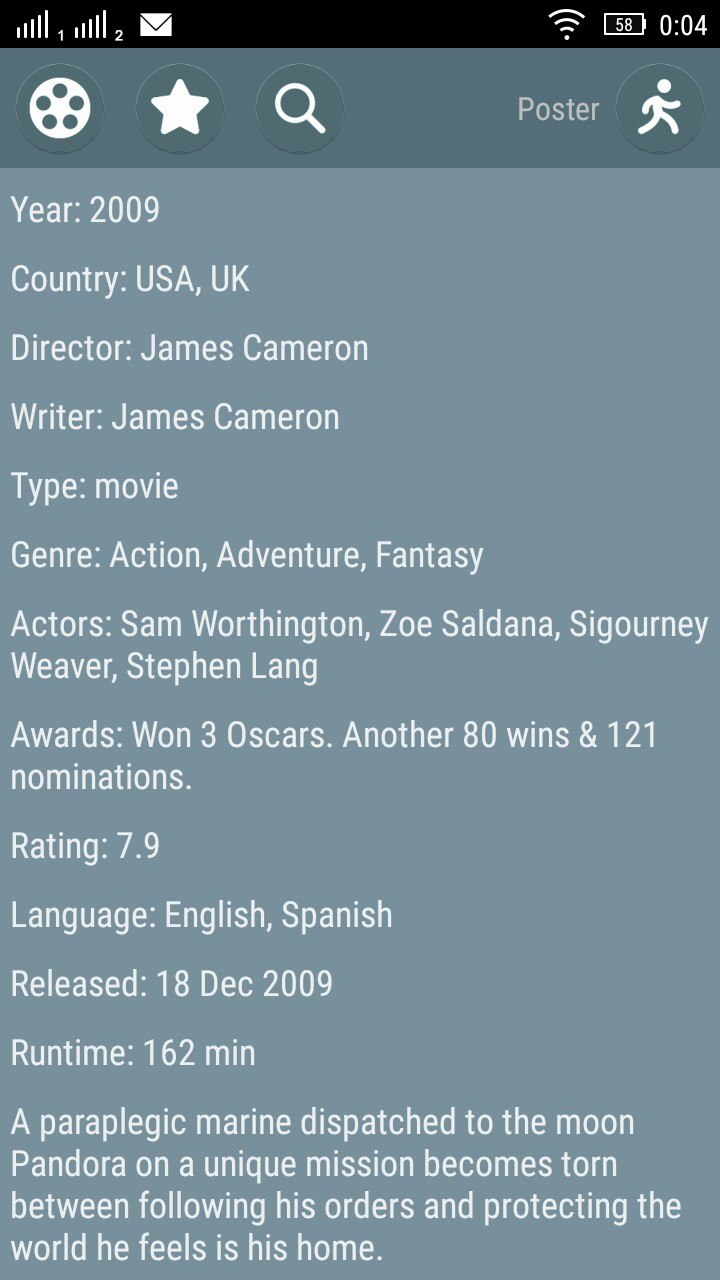 1 2 58 0:04
Poster
Year: 2009
Country: USA, UK
Director: James Cameron
Writer: James Cameron
Type: movie
Genre: Action, Adventure, Fantasy
Actors: Sam Worthington, Zoe Saldana, Sigourney
Weaver, Stephen Lang
Awards: Won 3 Oscars. Another 80 wins & 121
nominations.
Rating: 7.9
Language: English, Spanish
Released: 18 Dec 2009
Runtime: 162 min
A paraplegic marine dispatched to the moon
Pandora on a unique mission becomes torn
between following his orders and protecting the
world he feels is his home.